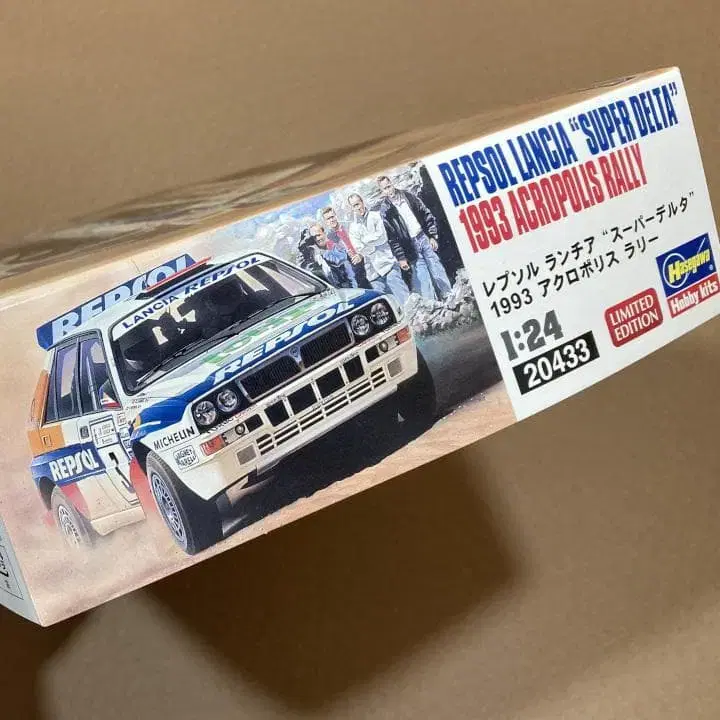 REPSOL LANCIA "SUPER DELTA"
1993 ACROPOLIS RALLY
レプソル ランチア “スーパーデルタ”
1993 アクロポリス ラリー
1:24
20433
LIMITED
EDITION
Hasegawa
Hobby kits
REPSOL
LANCIA REPSOL
REPSOL
MICHELIN
MAGNETI
MARELLI
REPSOL